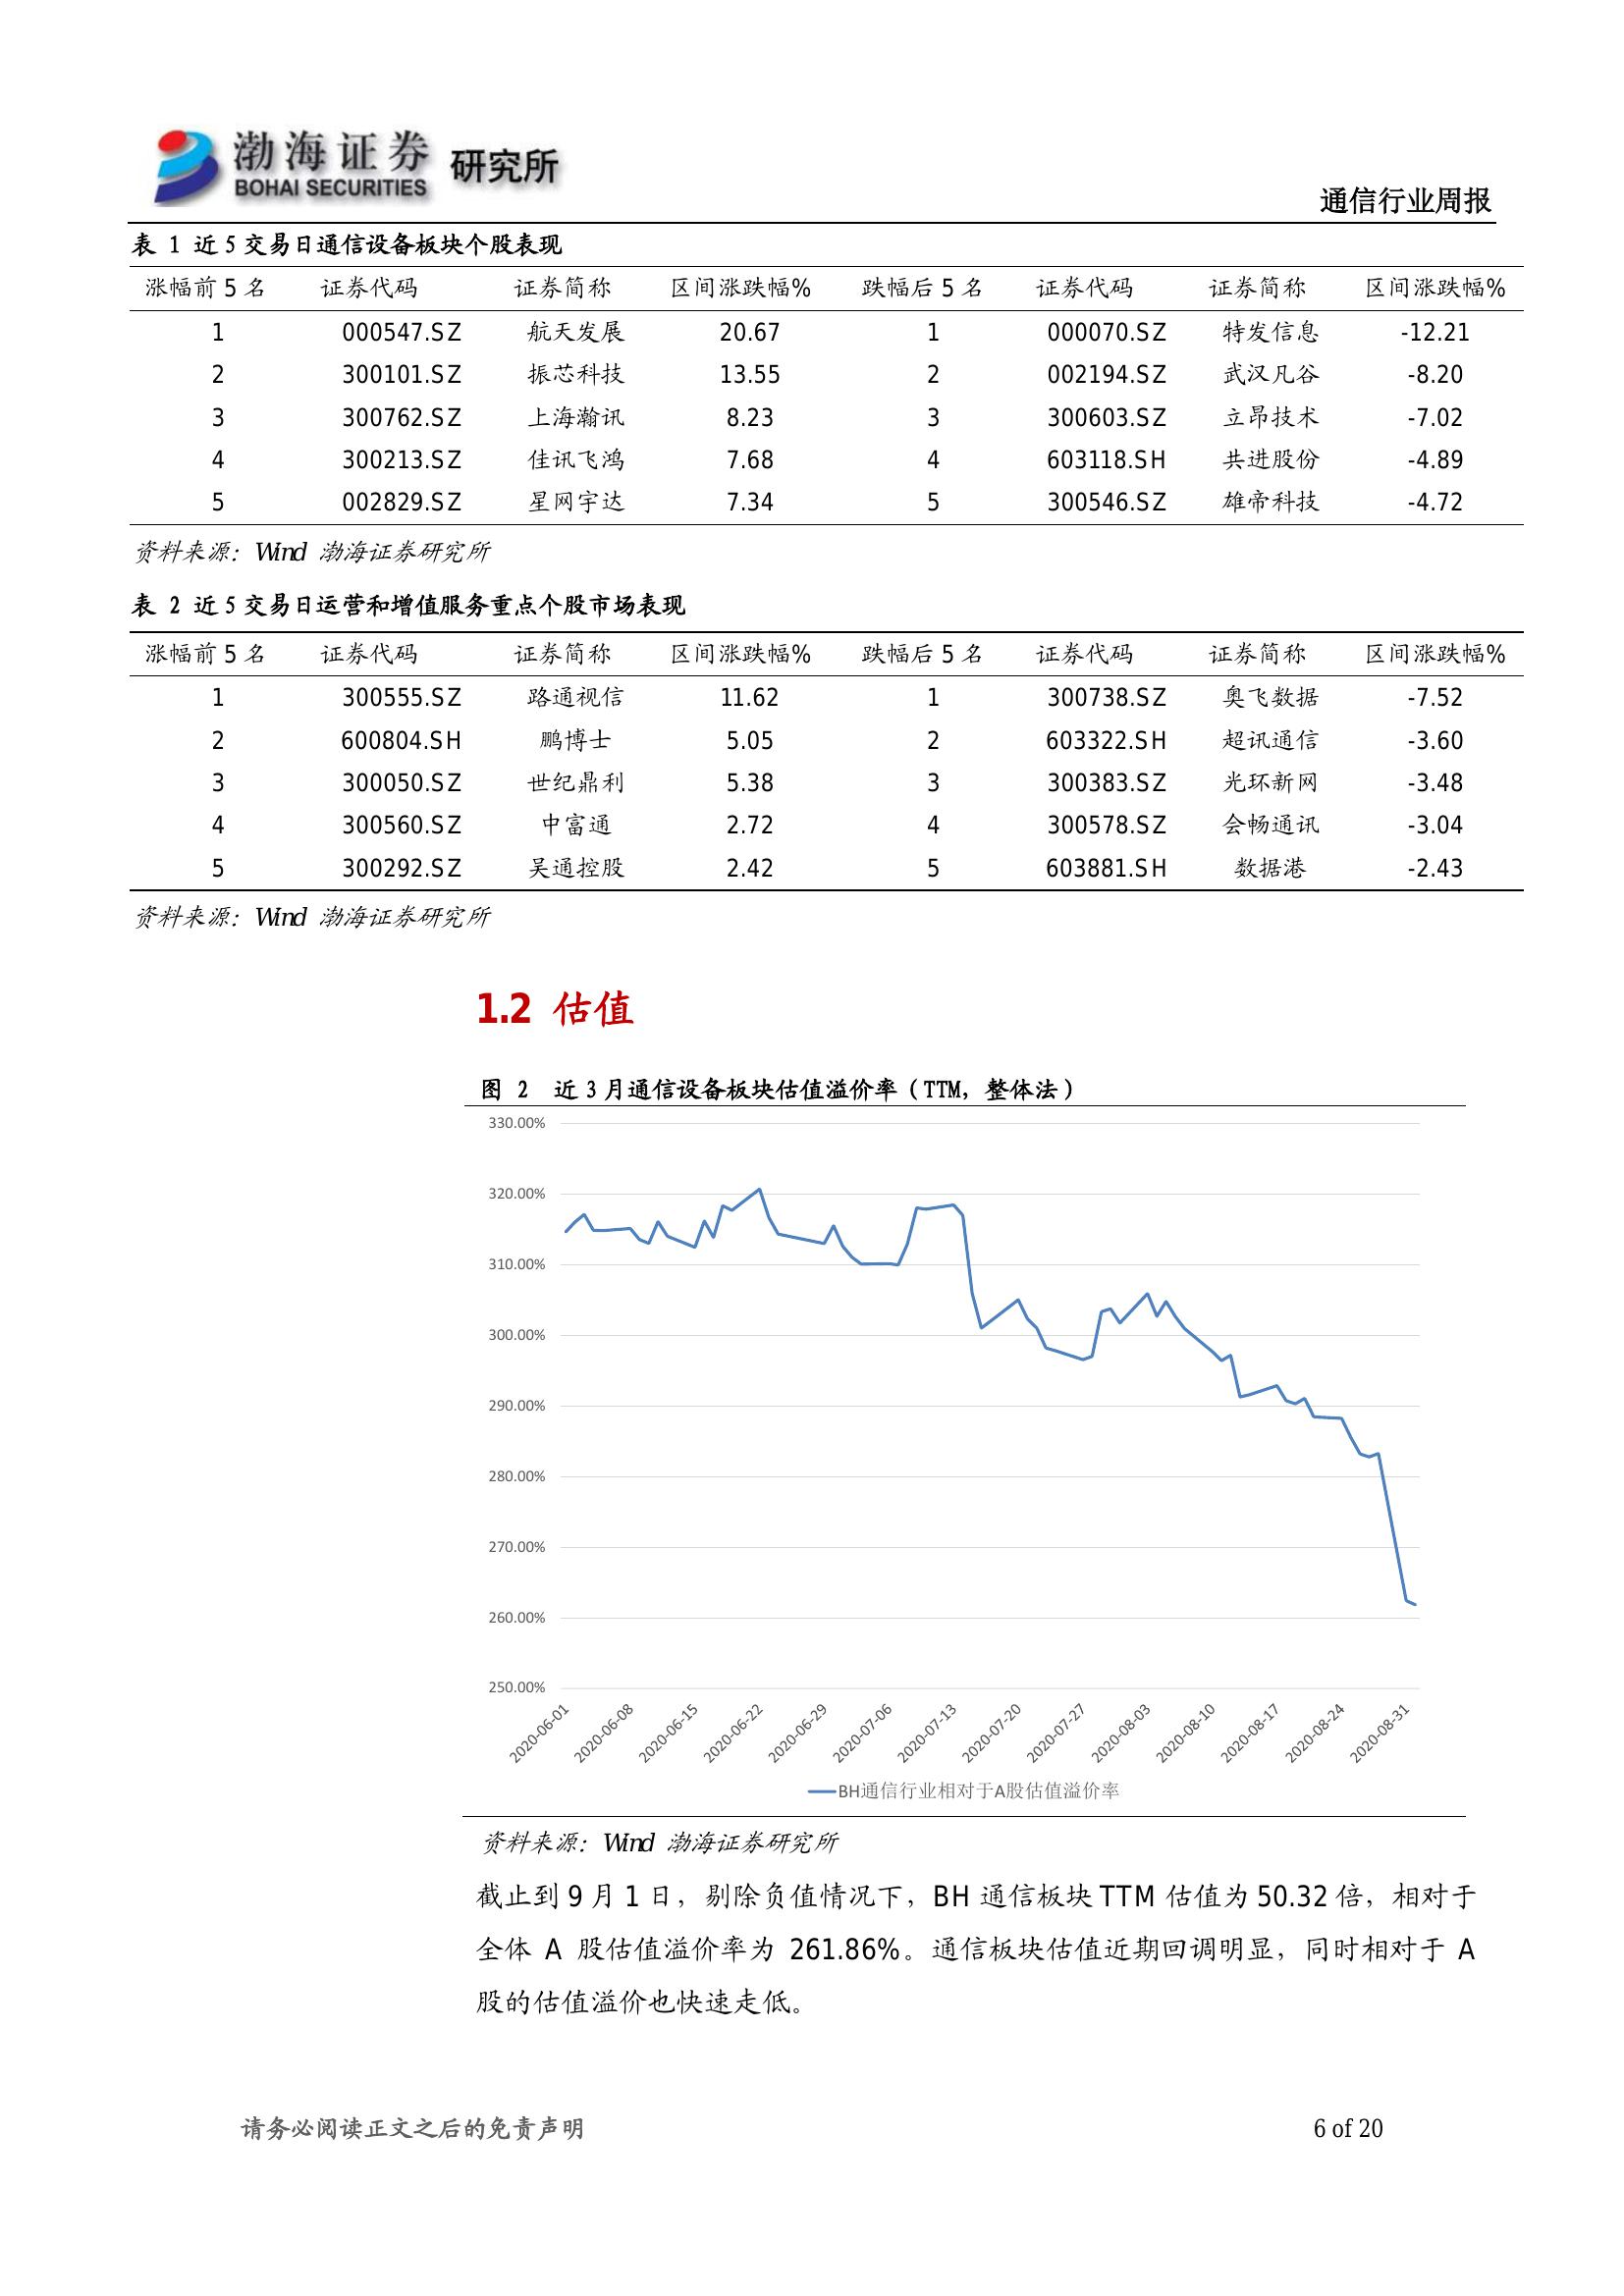 渤海证券 研究所
BOHAI SECURITIES
通信行业周报
表 1 近 5 交易日通信设备板块个股表现
涨幅前 5 名 证券代码 证券简称 区间涨跌幅% 跌幅后 5 名 证券代码 证券简称 区间涨跌幅%
1 000547.SZ 航天发展 20.67 1 000070.SZ 特发信息 -12.21
2 300101.SZ 振芯科技 13.55 2 002194.SZ 武汉凡谷 -8.20
3 300762.SZ 上海瀚讯 8.23 3 300603.SZ 立昂技术 -7.02
4 300213.SZ 佳讯飞鸿 7.68 4 603118.SH 共进股份 -4.89
5 002829.SZ 星网宇达 7.34 5 300546.SZ 雄帝科技 -4.72
资料来源：Wind 渤海证券研究所
表 2 近 5 交易日运营和增值服务重点个股市场表现
涨幅前 5 名 证券代码 证券简称 区间涨跌幅% 跌幅后 5 名 证券代码 证券简称 区间涨跌幅%
1 300555.SZ 路通视信 11.62 1 300738.SZ 奥飞数据 -7.52
2 600804.SH 鹏博士 5.05 2 603322.SH 超讯通信 -3.60
3 300050.SZ 世纪鼎利 5.38 3 300383.SZ 光环新网 -3.48
4 300560.SZ 中富通 2.72 4 300578.SZ 会畅通讯 -3.04
5 300292.SZ 吴通控股 2.42 5 603881.SH 数据港 -2.43
资料来源：Wind 渤海证券研究所
1.2 估值
图 2 近 3 月通信设备板块估值溢价率（TTM，整体法）
330.00%
320.00%
310.00%
300.00%
290.00%
280.00%
270.00%
260.00%
250.00%
2020-06-01 2020-06-08 2020-06-15 2020-06-22 2020-06-29 2020-07-06 2020-07-13 2020-07-20 2020-07-27 2020-08-03 2020-08-10 2020-08-17 2020-08-24 2020-08-31
BH通信行业相对于A股估值溢价率
资料来源：Wind 渤海证券研究所
截止到 9 月 1 日，剔除负值情况下，BH 通信板块 TTM 估值为 50.32 倍，相对于
全体 A 股估值溢价率为 261.86%。通信板块估值近期回调明显，同时相对于 A
股的估值溢价也快速走低。
请务必阅读正文之后的免责声明 6 of 20